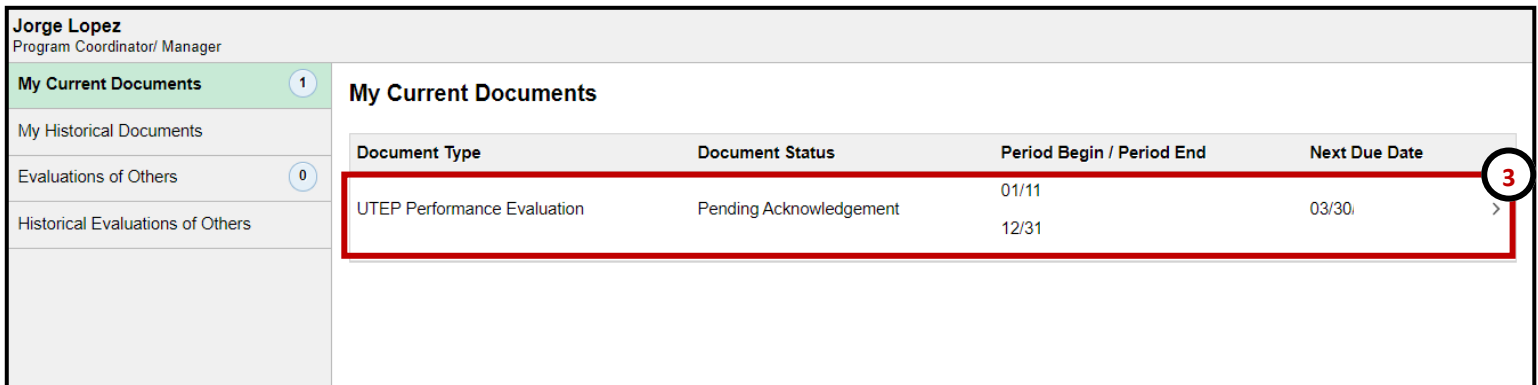 Jorge Lopez
Program Coordinator/ Manager
My Current Documents 1
My Historical Documents
Evaluations of Others 0
Historical Evaluations of Others
My Current Documents
Document Type Document Status Period Begin / Period End Next Due Date
3
UTEP Performance Evaluation Pending Acknowledgement 01/11 03/30/
12/31